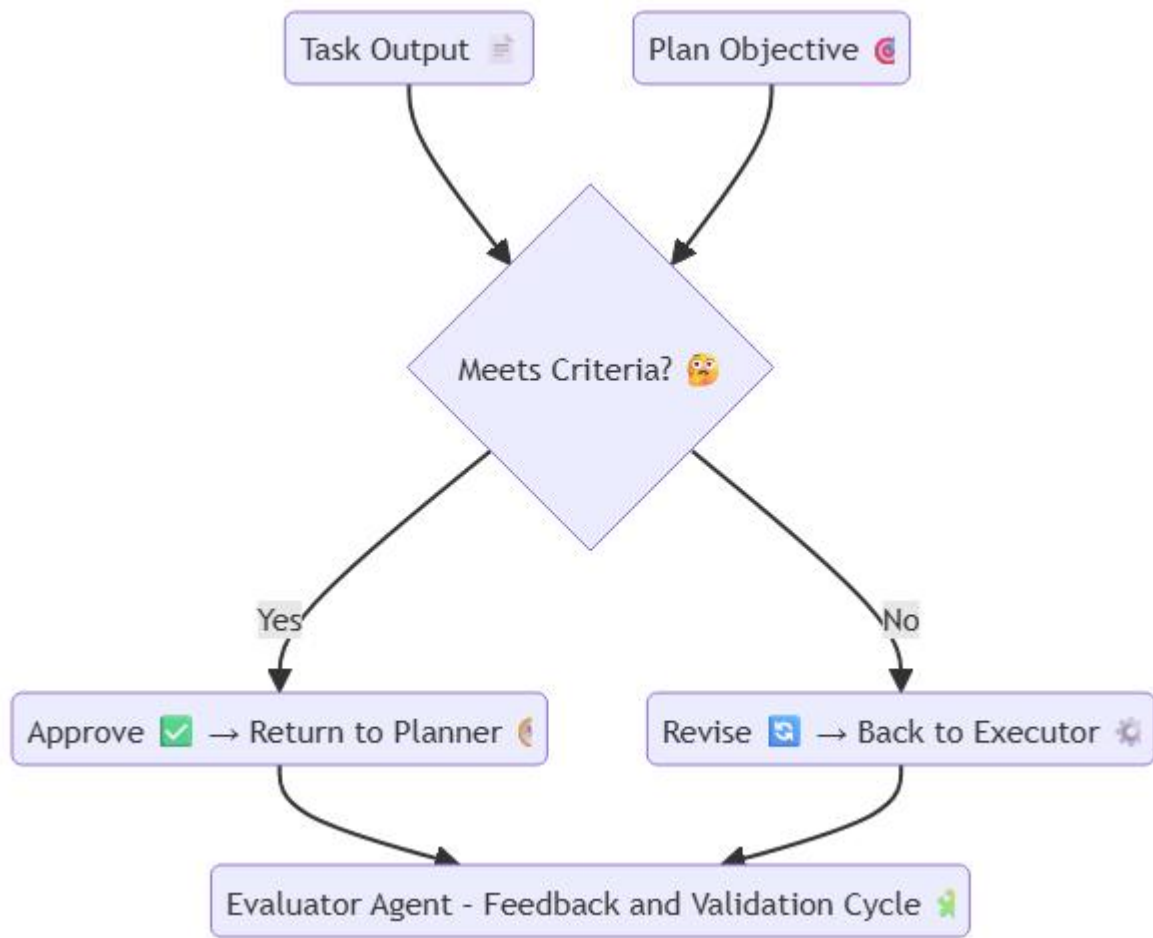 Task Output 📄
Plan Objective 🎯
Meets Criteria? 🤔
Yes
No
Approve ✅ → Return to Planner
Revise 🔄 → Back to Executor ⚙️
Evaluator Agent - Feedback and Validation Cycle 🧩